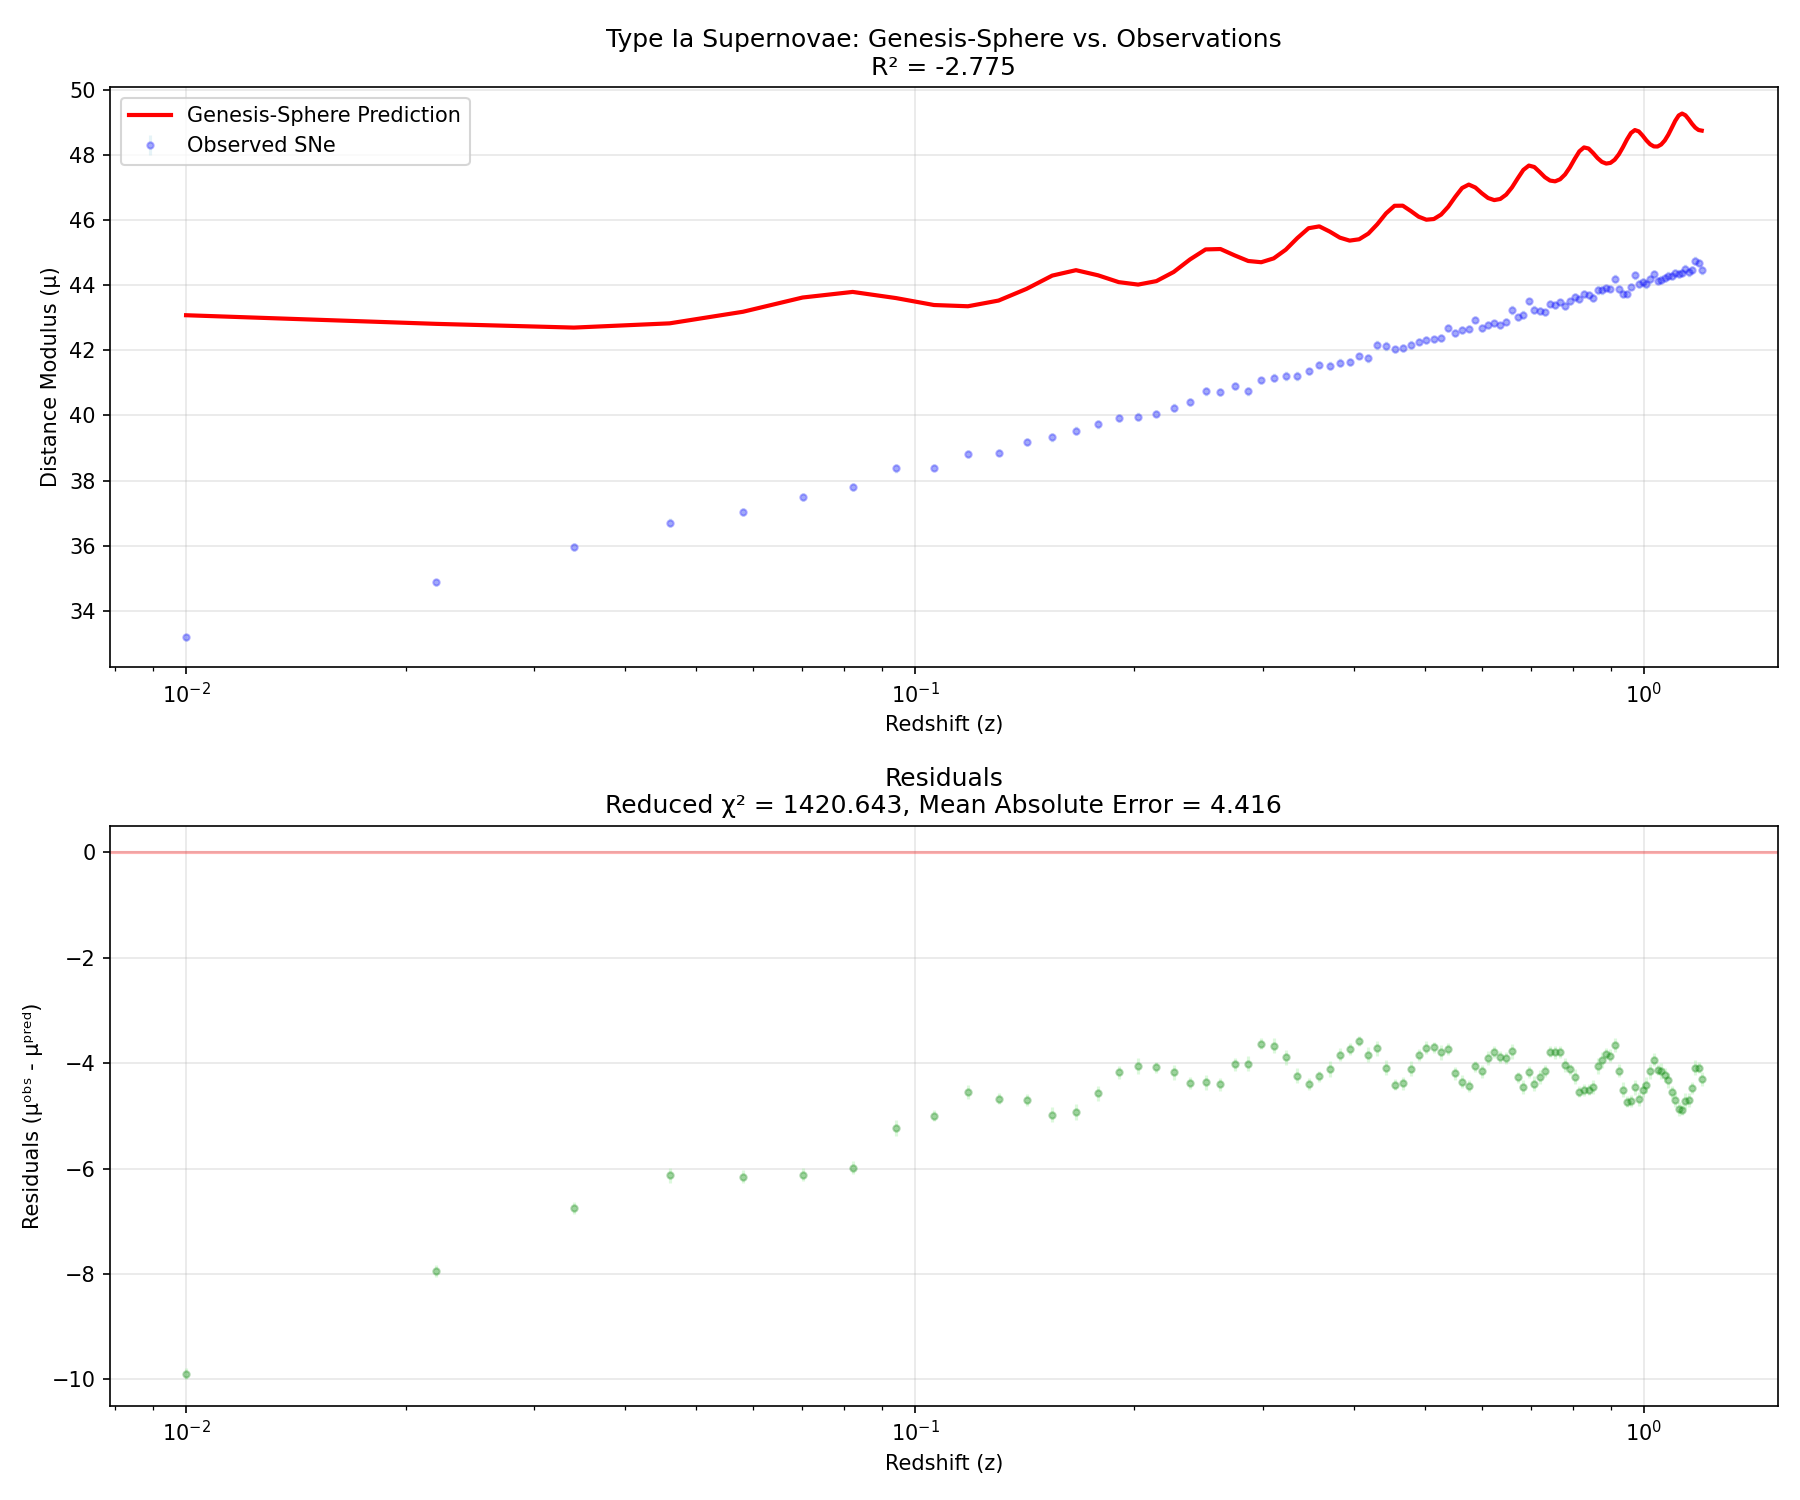 Type Ia Supernovae: Genesis-Sphere vs. Observations
R² = -2.775
Genesis-Sphere Prediction
Observed SNe
Distance Modulus (μ)
50
48
46
44
42
40
38
36
34
10⁻² 10⁻¹ 10⁰
Redshift (z)
Residuals
Reduced χ² = 1420.643, Mean Absolute Error = 4.416
Residuals (μᵒᵇˢ - μᵖʳᵉᵈ)
0
−2
−4
−6
−8
−10
10⁻² 10⁻¹ 10⁰
Redshift (z)